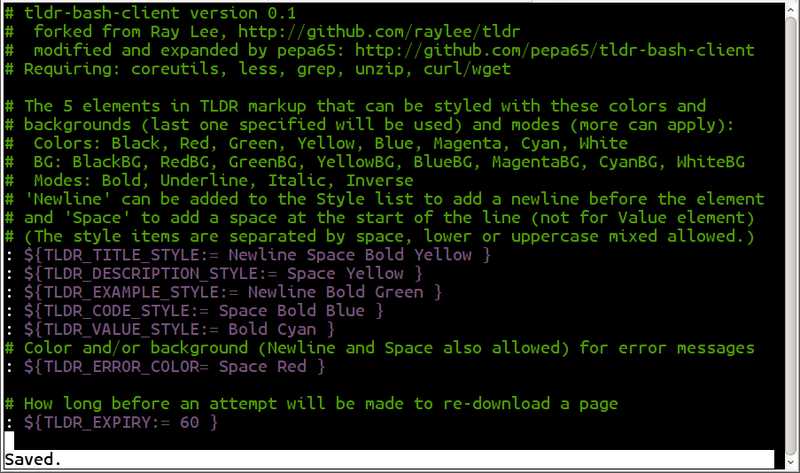 # tldr-bash-client version 0.1
#  forked from Ray Lee, http://github.com/raylee/tldr
#  modified and expanded by pepa65: http://github.com/pepa65/tldr-bash-client
# Requiring: coreutils, less, grep, unzip, curl/wget

# The 5 elements in TLDR markup that can be styled with these colors and
# backgrounds (last one specified will be used) and modes (more can apply):
#  Colors: Black, Red, Green, Yellow, Blue, Magenta, Cyan, White
#  BG: BlackBG, RedBG, GreenBG, YellowBG, BlueBG, MagentaBG, CyanBG, WhiteBG
#  Modes: Bold, Underline, Italic, Inverse
# 'Newline' can be added to the Style list to add a newline before the element
# and 'Space' to add a space at the start of the line (not for Value element)
# (The style items are separated by space, lower or uppercase mixed allowed.)
: ${TLDR_TITLE_STYLE:= Newline Space Bold Yellow }
: ${TLDR_DESCRIPTION_STYLE:= Space Yellow }
: ${TLDR_EXAMPLE_STYLE:= Newline Bold Green }
: ${TLDR_CODE_STYLE:= Space Bold Blue }
: ${TLDR_VALUE_STYLE:= Bold Cyan }
# Color and/or background (Newline and Space also allowed) for error messages
: ${TLDR_ERROR_COLOR= Space Red }

# How long before an attempt will be made to re-download a page
: ${TLDR_EXPIRY:= 60 }

Saved.